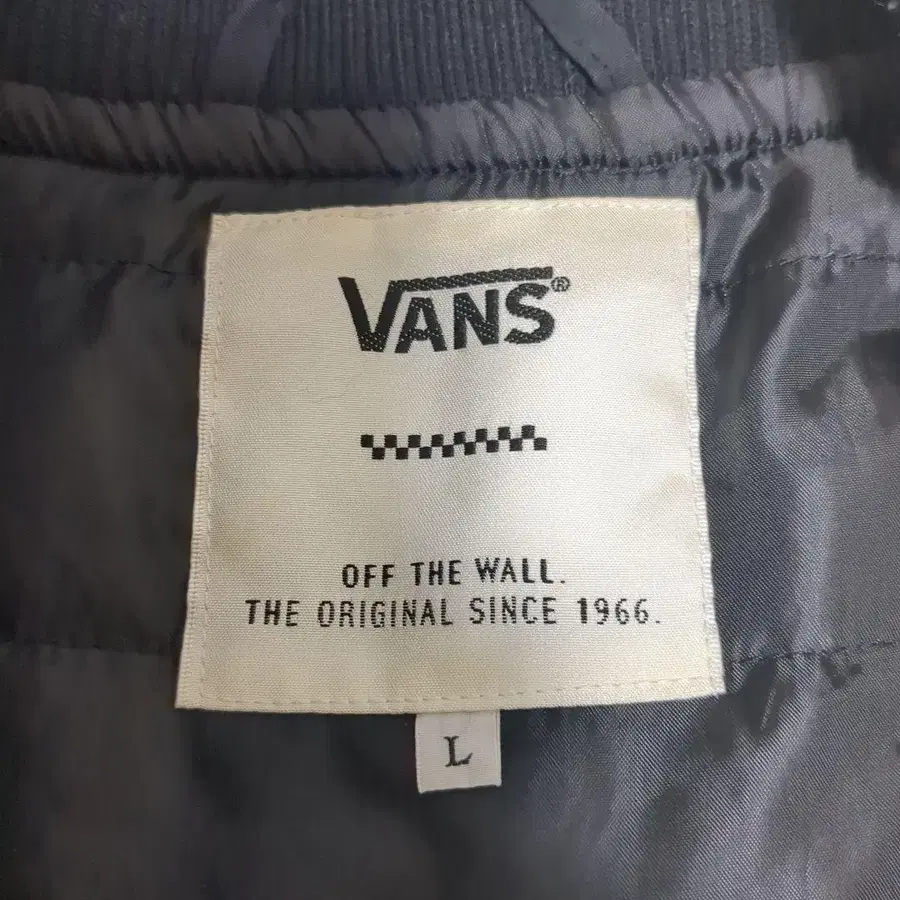 VANS®
OFF THE WALL.
THE ORIGINAL SINCE 1966.
L